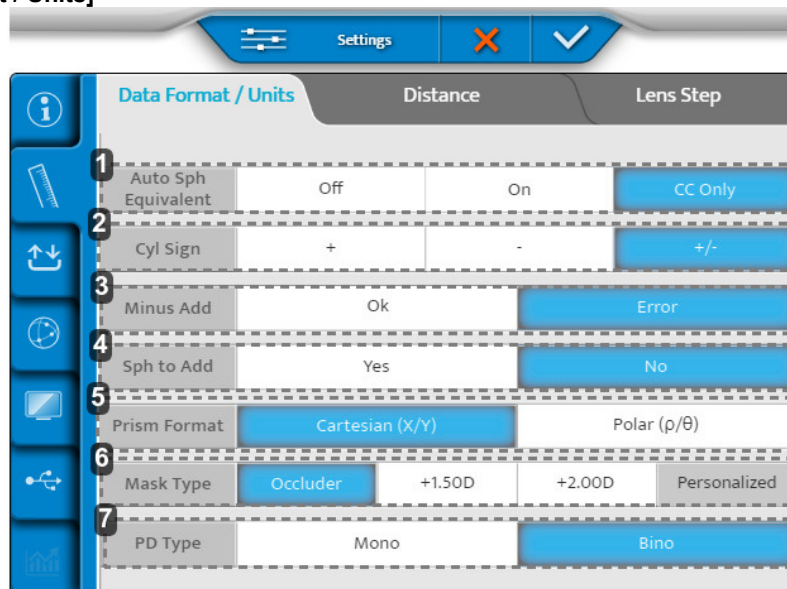 t / Units]
Settings
Data Format / Units Distance Lens Step
1
Auto Sph Off On CC Only
Equivalent
2
Cyl Sign + - +/-
3
Minus Add Ok Error
4
Sph to Add Yes No
5
Prism Format Cartesian (X/Y) Polar (ρ/θ)
6
Mask Type Occluder +1.50D +2.00D Personalized
7
PD Type Mono Bino